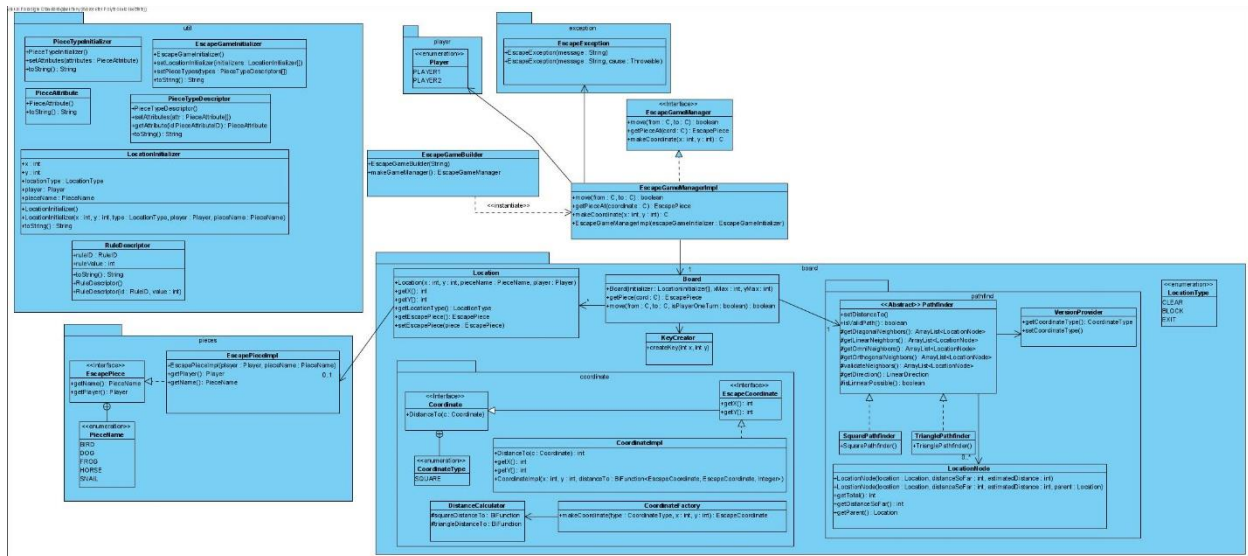 util
PieceTypeInitializer
+PieceTypeInitializer()
+setAttributes(attributes : PieceAttribute)
+toString() : String
EscapeGameInitializer
+EscapeGameInitializer()
+setLocationInitializer(initializers : LocationInitializer[])
+setPieceTypes(types : PieceTypeDescriptors[])
+toString() : String
PieceAttribute
+PieceAttribute()
+toString() : String
PieceTypeDescriptor
+PieceTypeDescriptor()
+setAttributes(attr : PieceAttribute[])
+getAttribute(id PieceAttributeID) : PieceAttribute
+toString() : String
LocationInitializer
+x : int
+y : int
+locationType : LocationType
+player : Player
+pieceName : PieceName
+LocationInitializer()
+LocationInitializer(x : int, y : int, type : LocationType, player : Player, pieceName : PieceName)
+toString() : String
RuleDescriptor
+ruleID : RuleID
+ruleValue : int
+toString() : String
+RuleDescriptor()
+RuleDescriptor(id : RuleID, value : int)
player
<<enumeration>>
Player
PLAYER1
PLAYER2
exception
EscapeException
+EscapeException(message : String)
+EscapeException(message : String, cause : Throwable)
<<Interface>>
EscapeGameManager
+move(from : C, to : C) : boolean
+getPieceAt(cord : C) : EscapePiece
+makeCoordinate(x : int, y : int) : C
EscapeGameBuilder
+EscapeGameBuilder(String)
+makeGameManager() : EscapeGameManager
<<instantiate>>
EscapeGameManagerImpl
+move(from : C, to : C) : boolean
+getPieceAt(coordinate : C) : EscapePiece
+makeCoordinate(x : int, y : int) : C
+EscapeGameManagerImpl(escapeGameInitializer : EscapeGameInitializer)
board
1
Location
+Location(x : int, y : int, pieceName : PieceName, player : Player)
+getX() : int
+getY() : int
+getLocationType() : LocationType
+getEscapePiece() : EscapePiece
+setEscapePiece(piece : EscapePiece)
*
Board
+Board(initializer : LocationInitializer[], xMax : int, yMax : int)
+getPiece(cord : C) : EscapePiece
+move(from : C, to : C, isPlayerOneTurn : boolean) : boolean
KeyCreator
+createKey(int x, int y)
pathfind
1
<<Abstract>> Pathfinder
+setDistanceTo()
+isValidPath() : boolean
#getDiagonalNeighbors() : ArrayList<LocationNode>
#getLinearNeighbors() : ArrayList<LocationNode>
#getOmniNeighbors() : ArrayList<LocationNode>
#getOrthogonalNeighbors() : ArrayList<LocationNode>
#validateNeighbors() : ArrayList<LocationNode>
#getDirection() : LinearDirection
#isLinearPossible() : boolean
VersionProvider
+getCoordinateType() : CoordinateType
+setCoordinateType()
<<enumeration>>
LocationType
CLEAR
BLOCK
EXIT
SquarePathfinder
+SquarePathfinder()
TrianglePathfinder
+TrianglePathfinder()
0..*
LocationNode
+LocationNode(location : Location, distanceSoFar : int, estimatedDistance : int)
+LocationNode(location : Location, distanceSoFar : int, estimatedDistance : int, parent : Location)
+getTotal() : int
+getDistanceSoFar() : int
+getParent() : Location
pieces
<<Interface>>
EscapePiece
+getName() : PieceName
+getPlayer() : Player
EscapePieceImpl
+EscapePieceImpl(player : Player, pieceName : PieceName)
+getPlayer() : Player
+getName() : PieceName
0..1
<<enumeration>>
PieceName
BIRD
DOG
FROG
HORSE
SNAIL
coordinate
<<Interface>>
Coordinate
+DistanceTo(c : Coordinate)
<<Interface>>
EscapeCoordinate
+getX() : int
+getY() : int
<<enumeration>>
CoordinateType
SQUARE
CoordinateImpl
+DistanceTo(c : Coordinate) : int
+getX() : int
+getY() : int
+CoordinateImpl(x : int, y : int, distanceTo : BiFunction<EscapeCoordinate, EscapeCoordinate, Integer>)
DistanceCalculator
#squareDistanceTo : BiFunction
#triangleDistanceTo : BiFunction
CoordinateFactory
+makeCoordinate(type : CoordinateType, x : int, y : int) : EscapeCoordinate